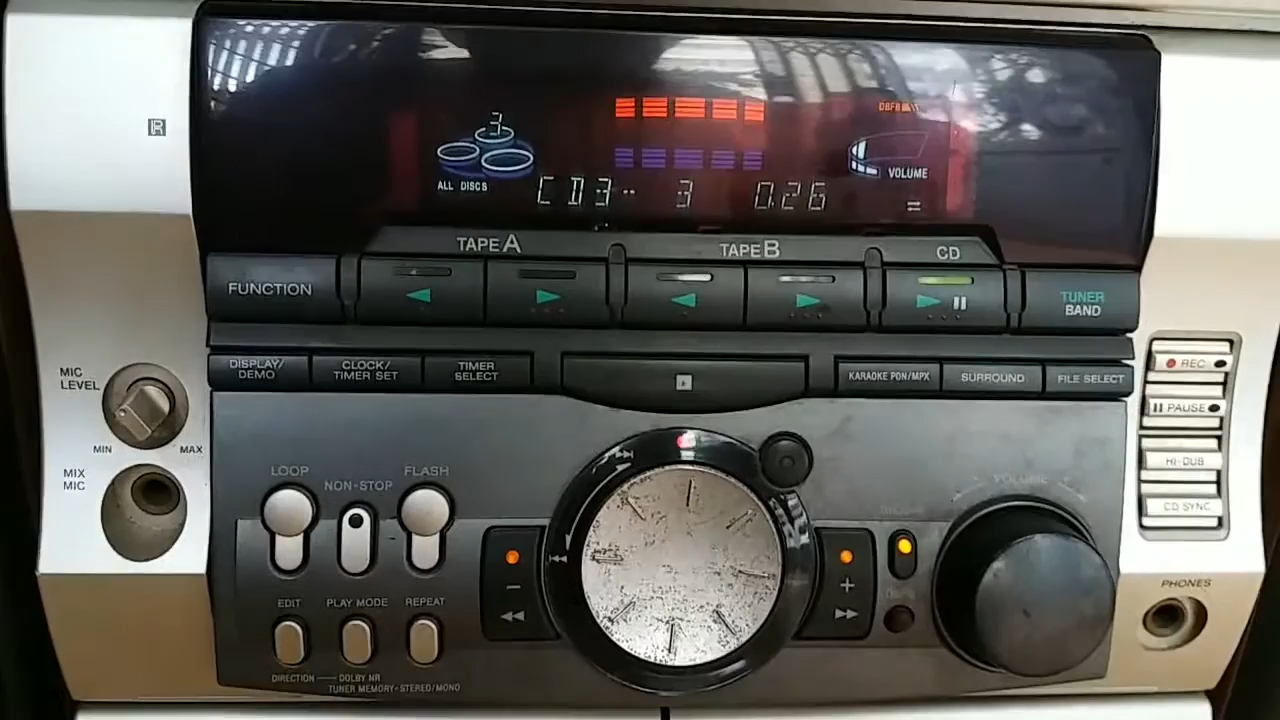 3
DBFB
ALL DISCS
VOLUME
CD3-- 3 0.26
TAPE A
TAPE B
CD
FUNCTION
TUNER
BAND
DISPLAY/
DEMO
CLOCK/
TIMER SET
TIMER
SELECT
KARAOKE PON/MPX
SURROUND
FILE SELECT
MIC
LEVEL
MIN
MAX
MIX
MIC
REC
PAUSE
HI-DUB
CD SYNC
LOOP
NON-STOP
FLASH
VOLUME
EDIT
PLAY MODE
REPEAT
DIRECTION
DOLBY NR
TUNER MEMORY
STEREO/MONO
−
+
PHONES